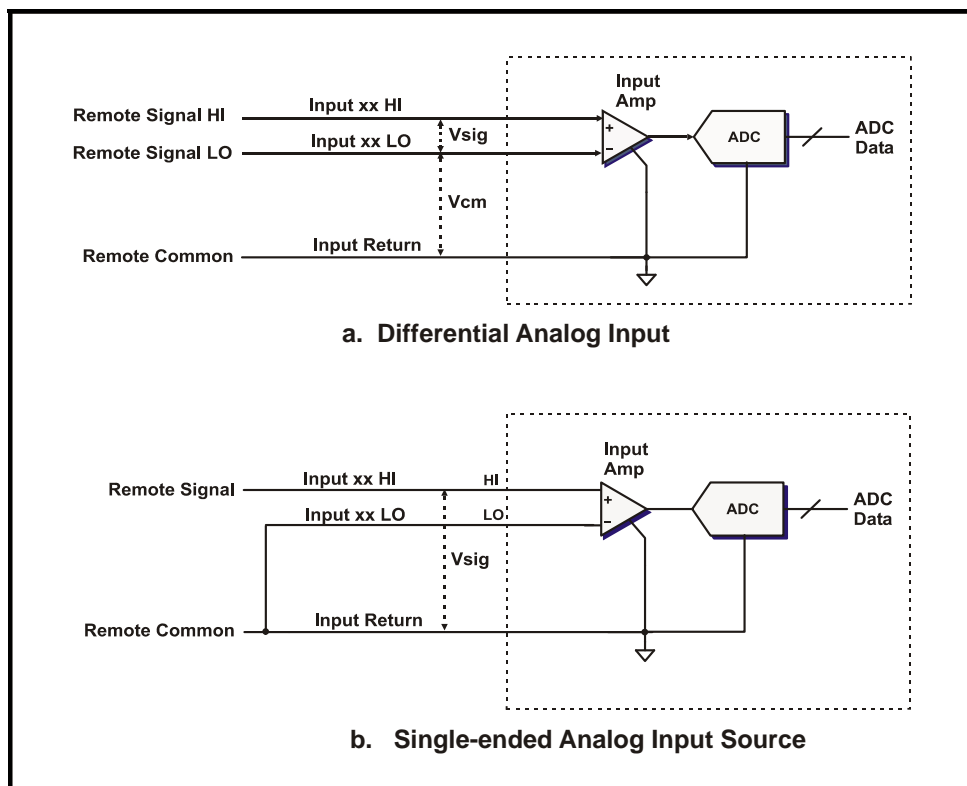 Input
Amp
Remote Signal HI
Input xx HI
+
Vsig
ADC
ADC
Data
Remote Signal LO
Input xx LO
−
Vcm
Remote Common
Input Return
a. Differential Analog Input
Input
Amp
Remote Signal
Input xx HI
HI
+
Input xx LO
LO
−
ADC
ADC
Data
Vsig
Remote Common
Input Return
b. Single-ended Analog Input Source